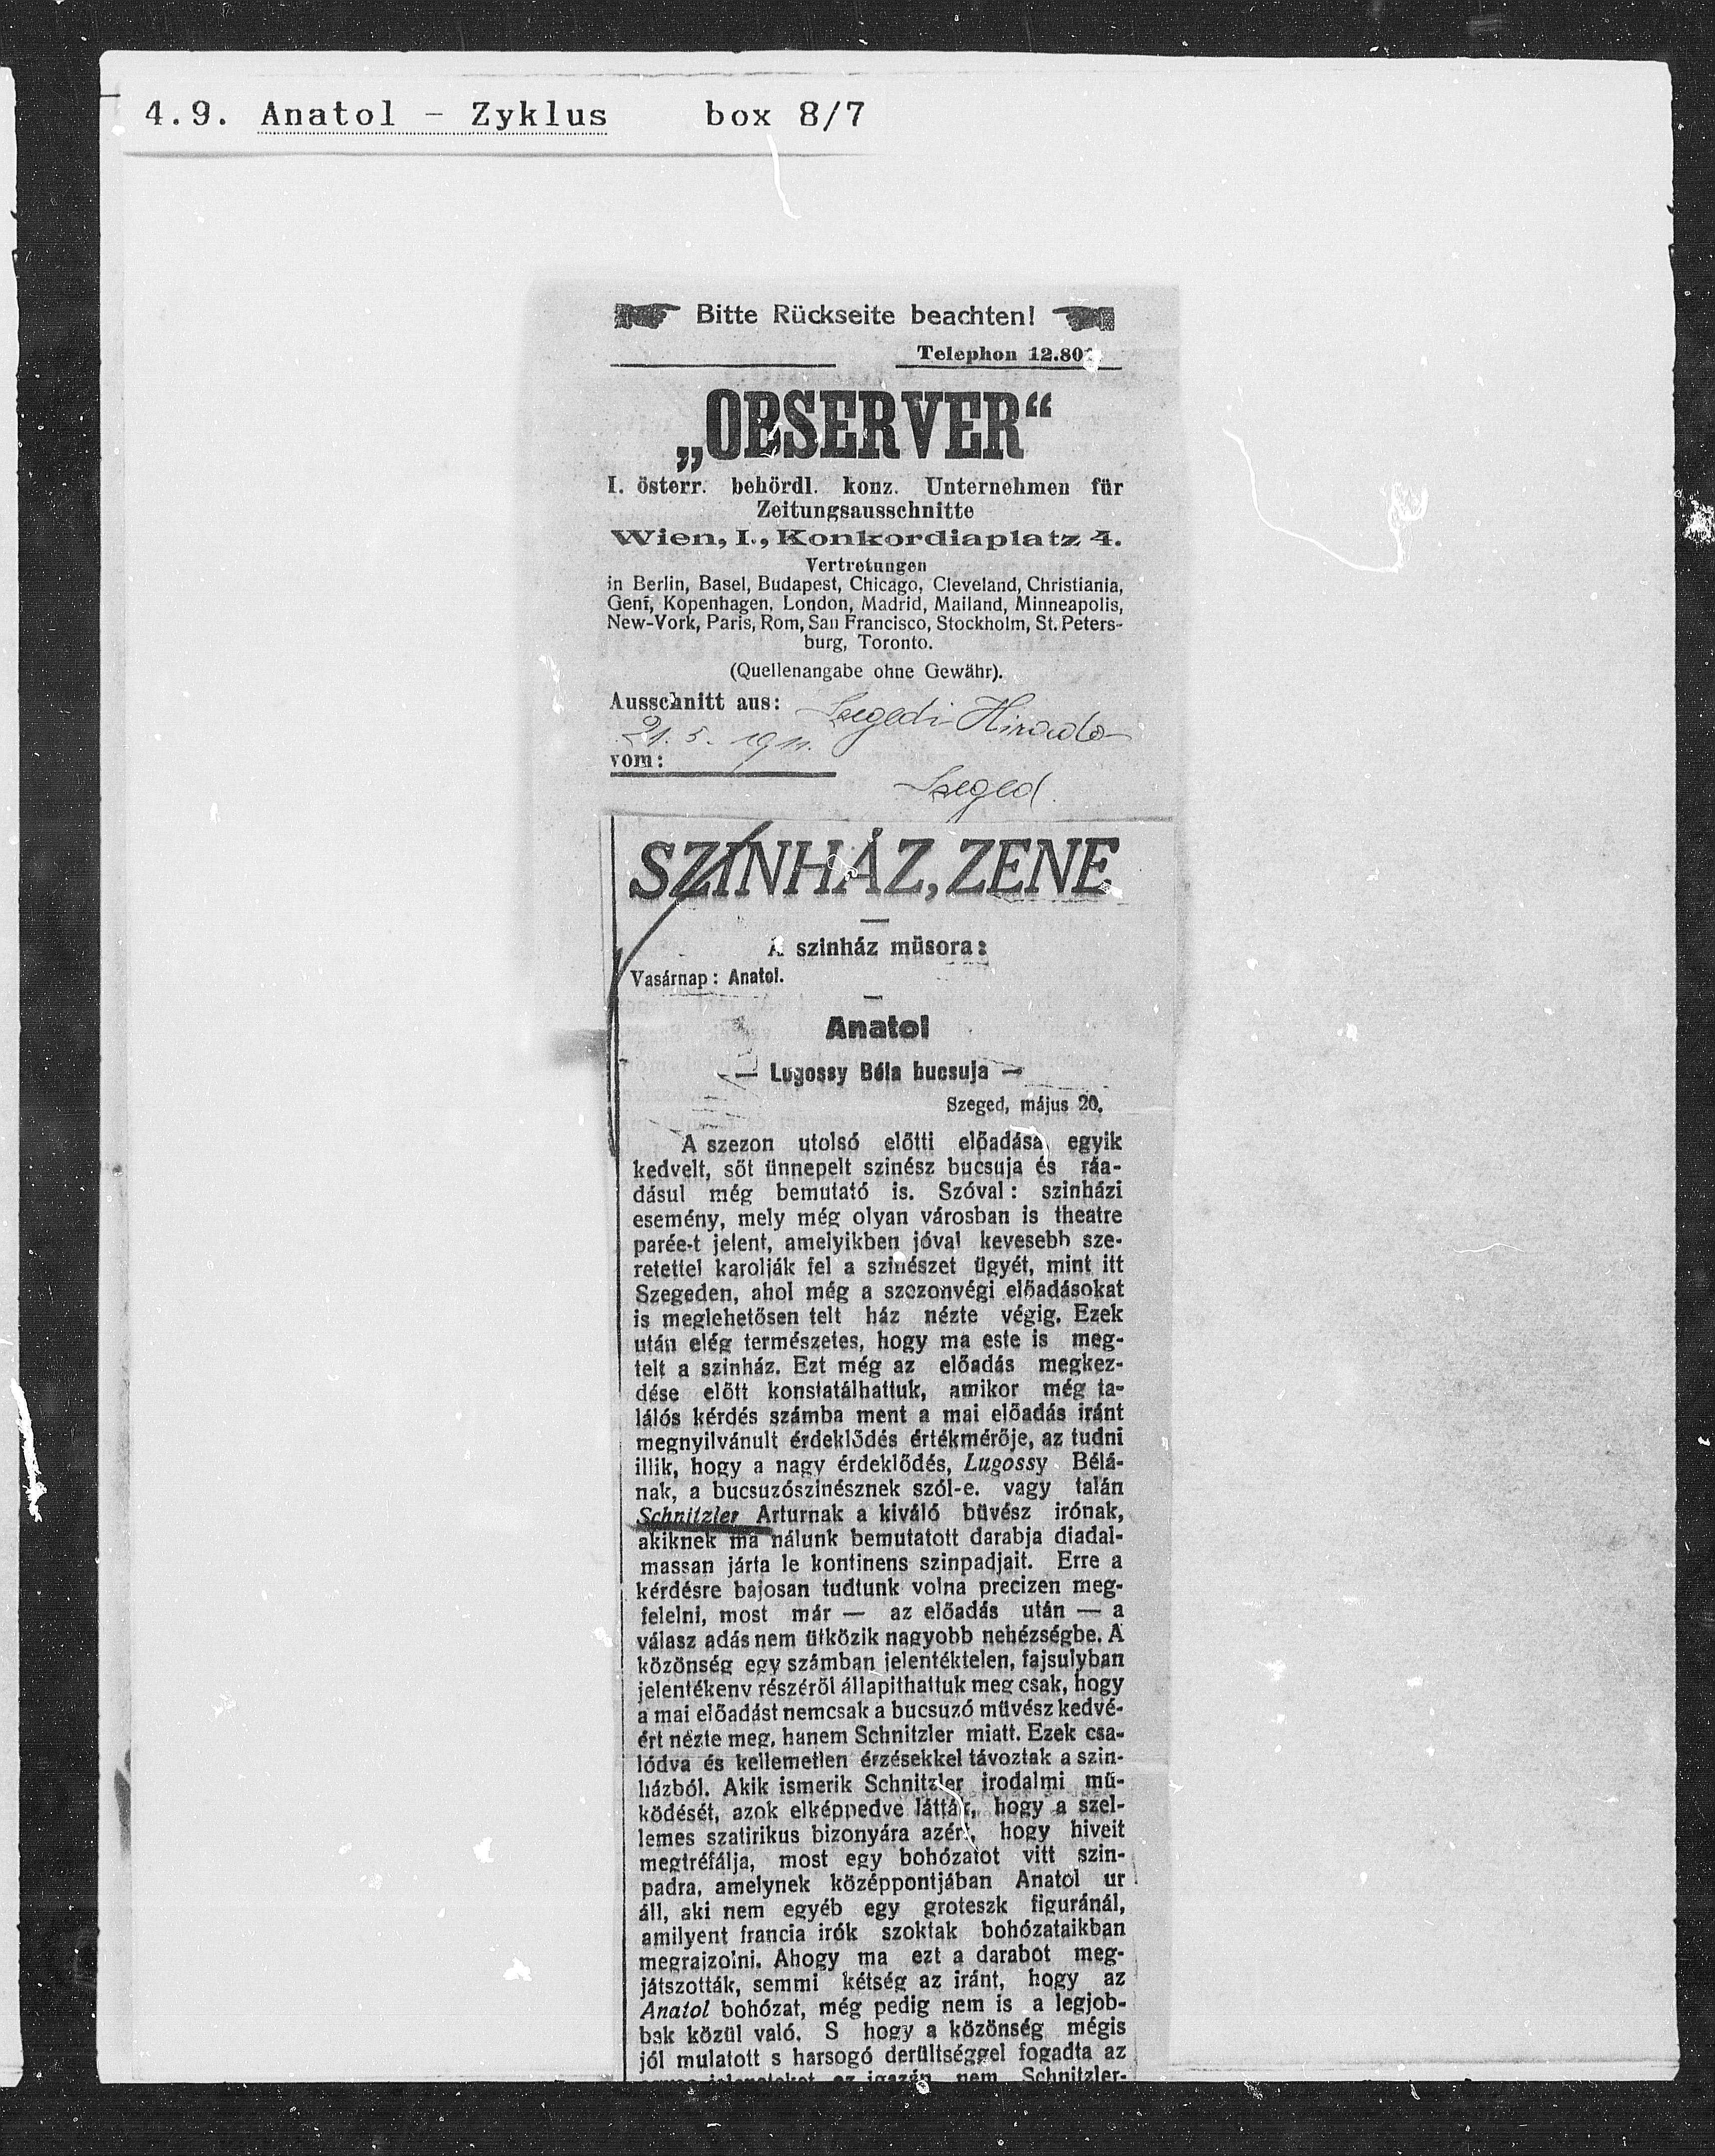 4.9. Anatol - Zyklus box 8/7
Bitte Rückseite beachten!
Telephon 12.801
„OBSERVER“
I. österr. behördl. konz. Unternehmen für
Zeitungsausschnitte
Wien, I., Konkordiaplatz 4.
Vertretungen
in Berlin, Basel, Budapest, Chicago, Cleveland, Christiania,
Genf, Kopenhagen, London, Madrid, Mailand, Minneapolis,
New-York, Paris, Rom, San Francisco, Stockholm, St. Peters-
burg, Toronto.
(Quellenangabe ohne Gewähr).
Ausschnitt aus: Szegedi Hirado
21. 5. 1911.
vom:
Szeged.
SZÍNHÁZ, ZENE
A szinház müsora:
Vasárnap: Anatol.
Anatol
— Lugossy Béla bucsuja —
Szeged, május 20.
A szezon utolsó előtti előadása egyik
kedvelt, sőt ünnepelt szinész bucsuja és ráa-
dásul még bemutató is. Szóval: szinházi
esemény, mely még olyan városban is theatre
parée-t jelent, amelyikben jóval kevesebb sze-
retettel karolják fel a szinészet ügyét, mint itt
Szegeden, ahol még a szezonvégi előadásokat
is meglehetősen telt ház nézte végig. Ezek
után elég természetes, hogy ma este is meg-
telt a szinház. Ezt még az előadás megkez-
dése előtt konstatálhattuk, amikor még ta-
lálós kérdés számba ment a mai előadás iránt
megnyilvánult érdeklődés értékmérője, az tudni
illik, hogy a nagy érdeklődés, Lugossy Bélá-
nak, a bucsuzószinésznek szól-e. vagy talán
Schnitzler Arturnak a kiváló büvész irónak,
akiknek ma nálunk bemutatott darabja diadal-
massan járta le kontinens szinpadjait. Erre a
kérdésre bajosan tudtunk volna precizen meg-
felelni, most már — az előadás után — a
válasz adás nem ütközik nagyobb nehézségbe. A
közönség egy számban jelentéktelen, fajsulyban
jelentékeny részéről állapithattuk meg csak, hogy
a mai előadást nemcsak a bucsuzó müvész kedvé-
ért nézte meg, hanem Schnitzler miatt. Ezek csa-
lódva és kellemetlen érzésekkel távoztak a szin-
házból. Akik ismerik Schnitzler irodalmi mű-
ködését, azok elképpedve látták, hogy a szel-
lemes szatirikus bizonyára azért, hogy hiveit
megtréfálja, most egy bohózatot vitt szin-
padra, amelynek középpontjában Anatol ur
áll, aki nem egyéb egy groteszk figuránál,
amilyent francia irók szoktak bohózataikban
megrajzolni. Ahogy ma ezt a darabot meg-
játszották, semmi kétség az iránt, hogy az
Anatol bohózat, még pedig nem is a legjob-
bak közül való. S hogy a közönség mégis
jól mulatott s harsogó derültséggel fogadta az
egyes jeleneteket az igazán nem Schnitzler-